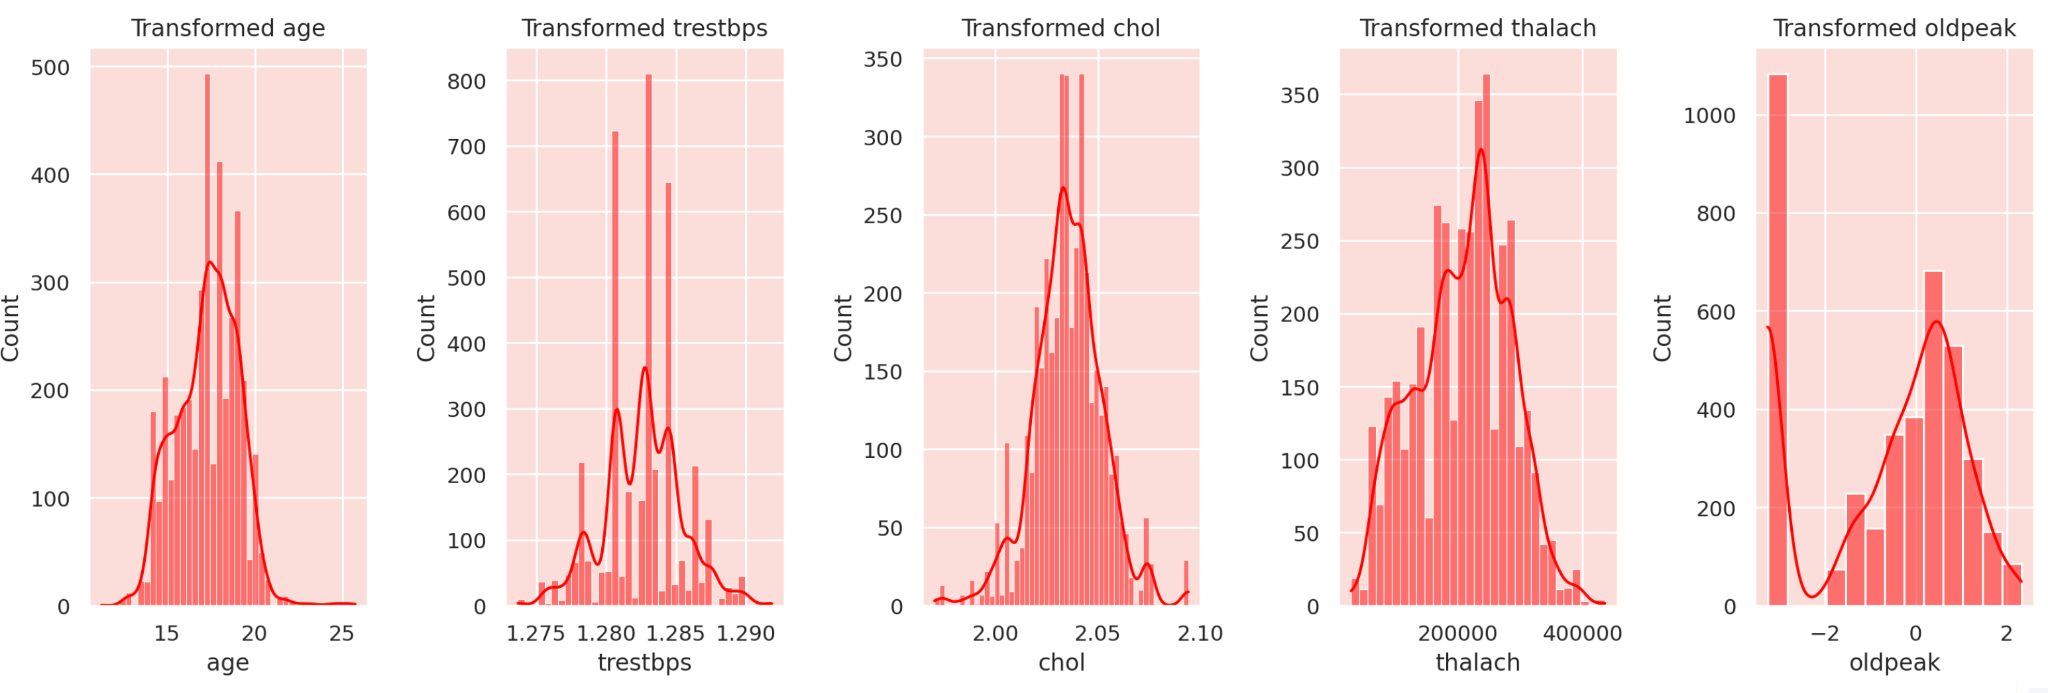 Transformed age
Count
500
400
300
200
100
0
15 20 25
age
Transformed trestbps
Count
800
700
600
500
400
300
200
100
0
1.275 1.280 1.285 1.290
trestbps
Transformed chol
Count
350
300
250
200
150
100
50
0
2.00 2.05 2.10
chol
Transformed thalach
Count
350
300
250
200
150
100
50
0
200000 400000
thalach
Transformed oldpeak
Count
1000
800
600
400
200
0
−2 0 2
oldpeak